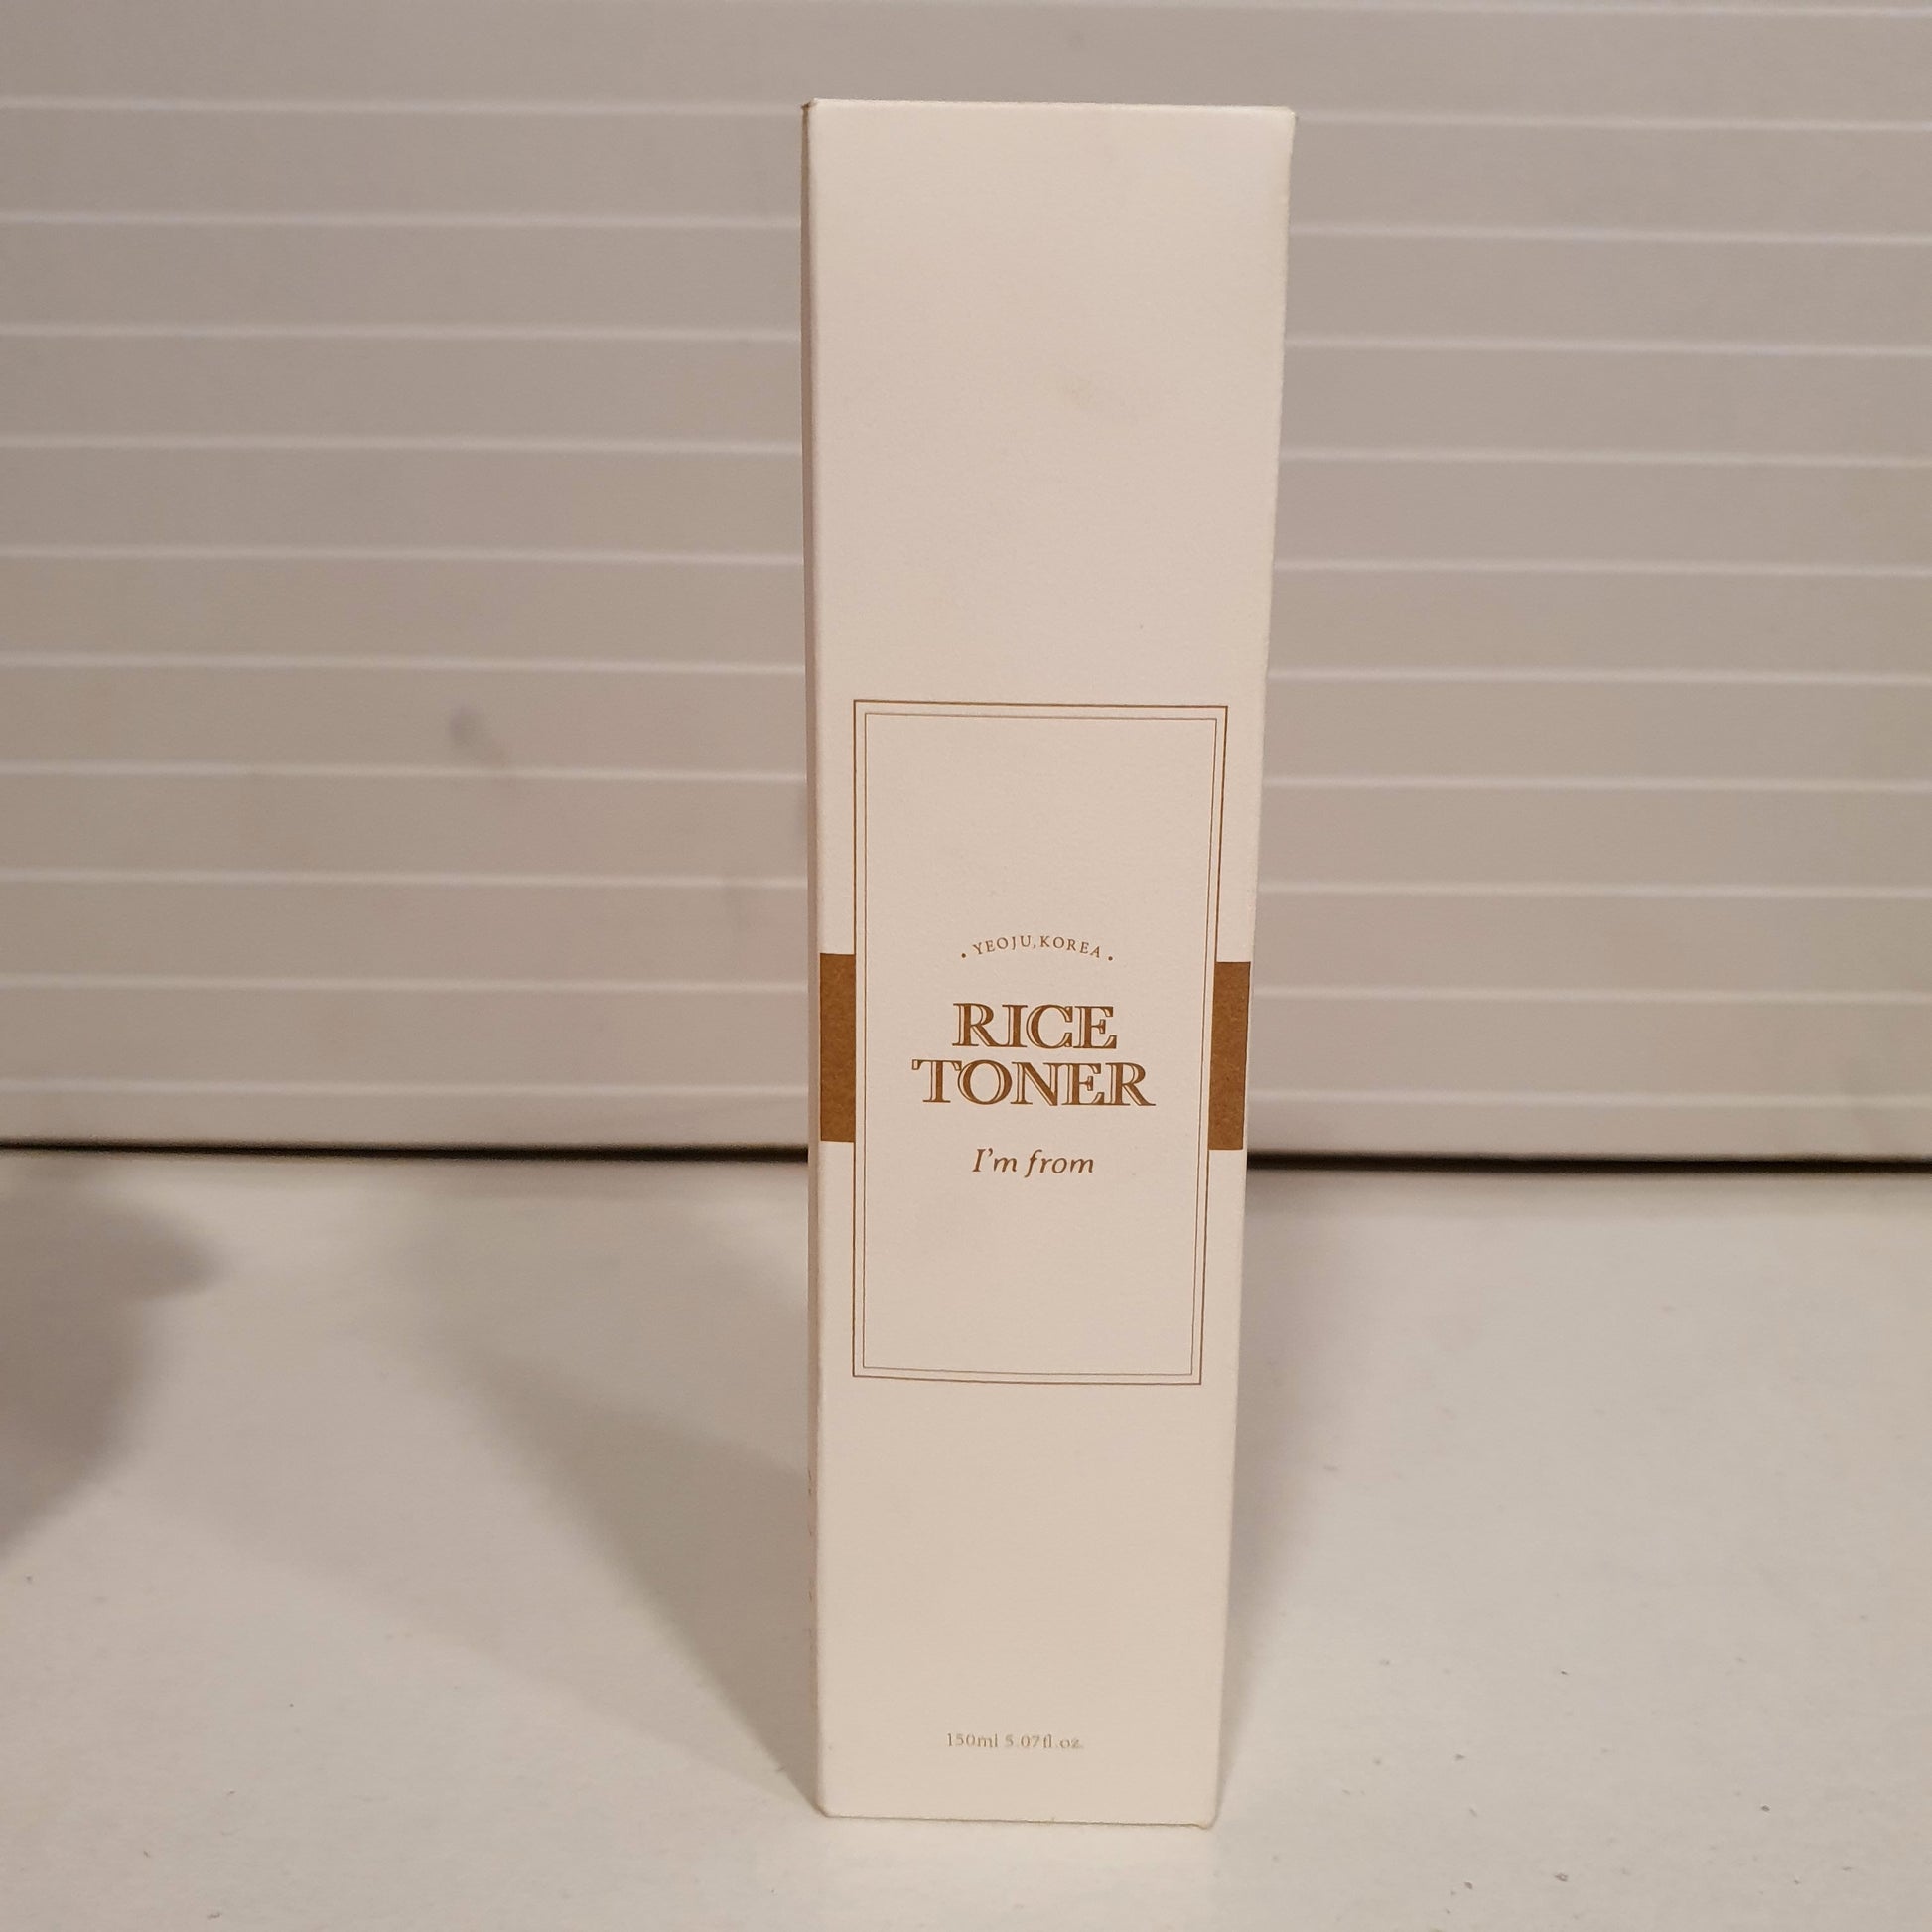 • YEOJU,KOREA •
RICE
TONER
I'm from
150ml 5.07fl.oz.